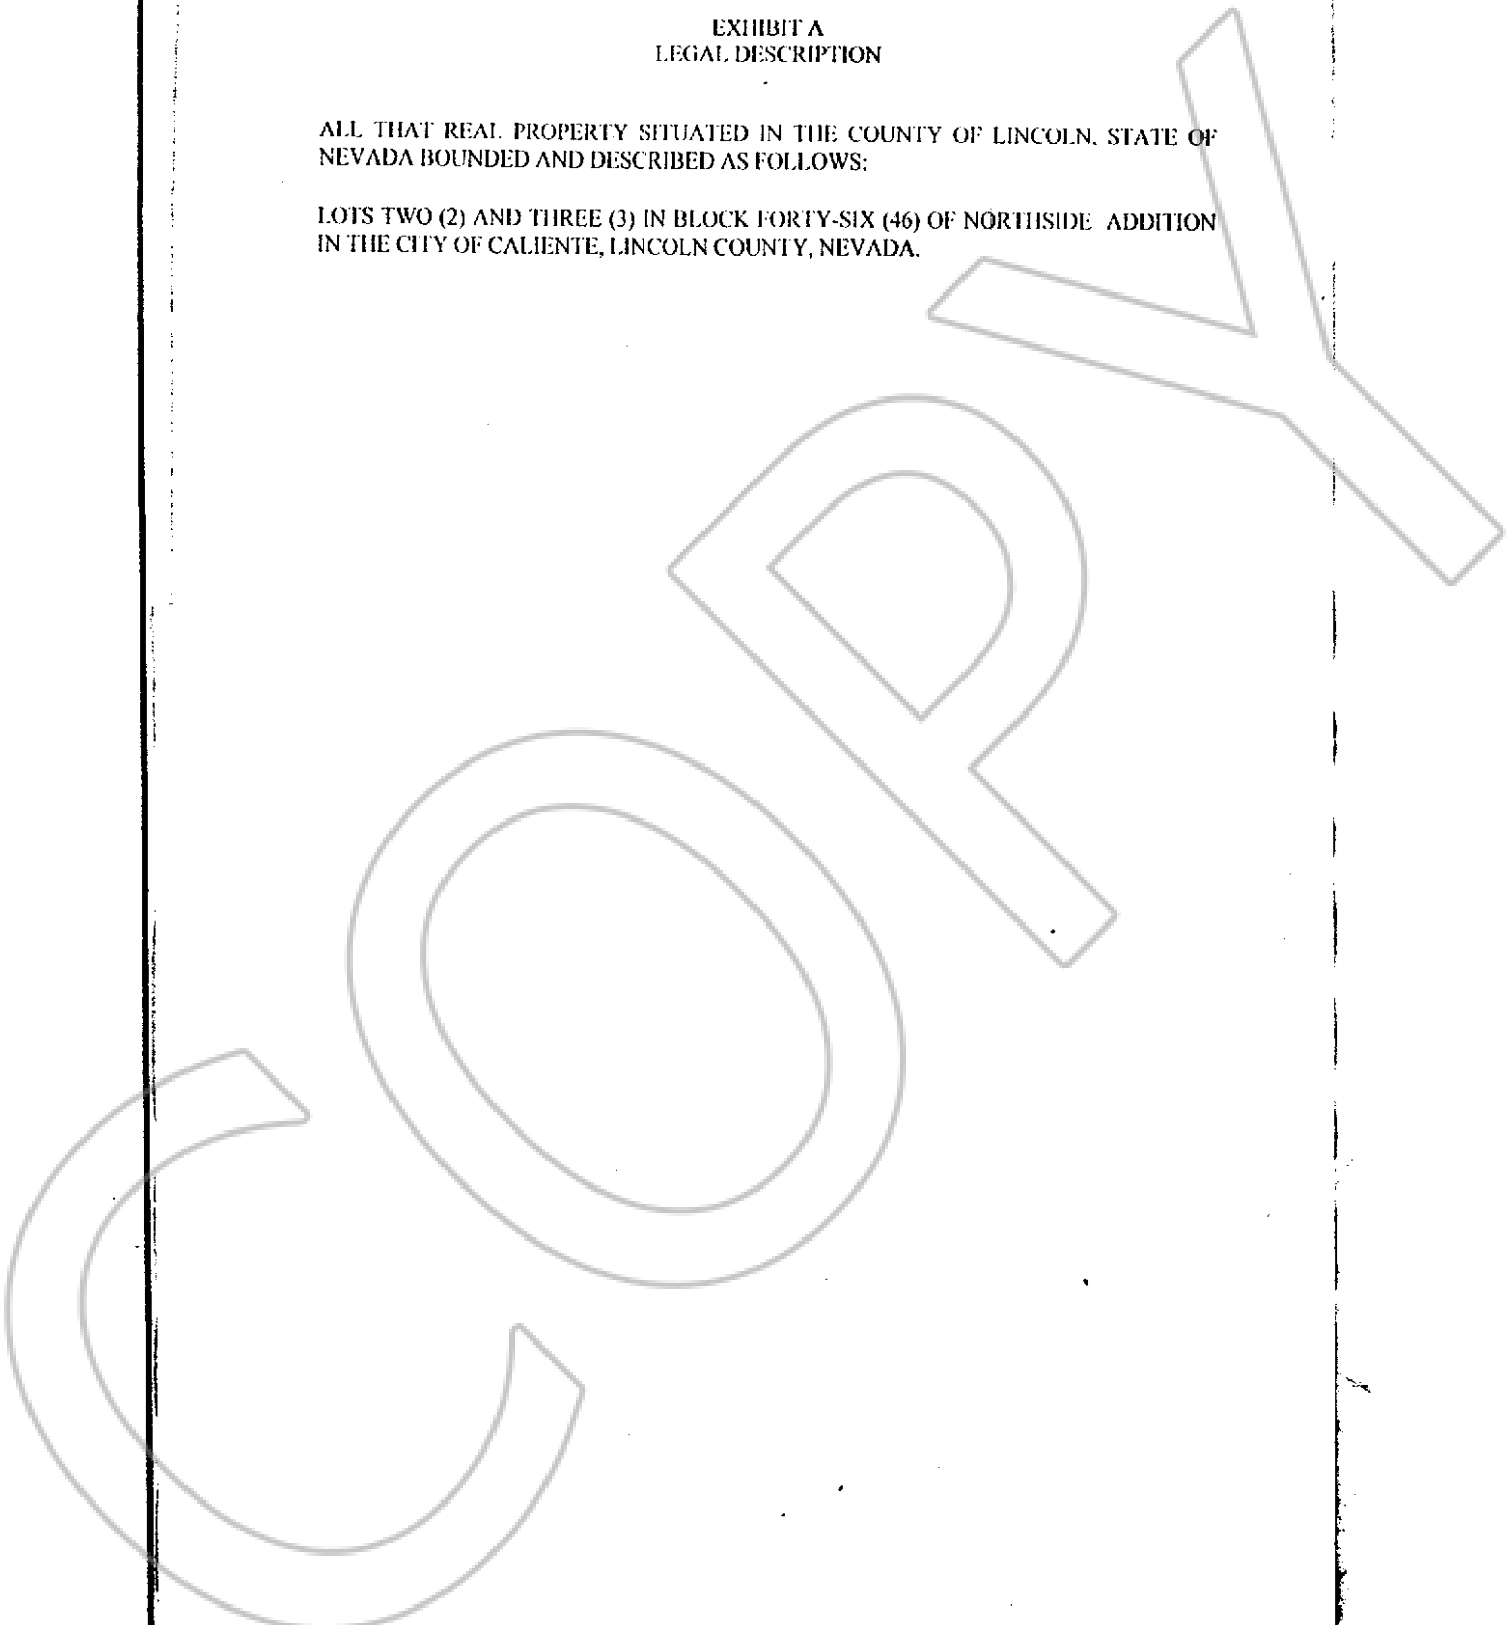 EXHIBIT A
LEGAL DESCRIPTION
ALL THAT REAL PROPERTY SITUATED IN THE COUNTY OF LINCOLN, STATE OF
NEVADA BOUNDED AND DESCRIBED AS FOLLOWS;
LOTS TWO (2) AND THREE (3) IN BLOCK FORTY-SIX (46) OF NORTHSIDE ADDITION
IN THE CITY OF CALIENTE, LINCOLN COUNTY, NEVADA.
COPY